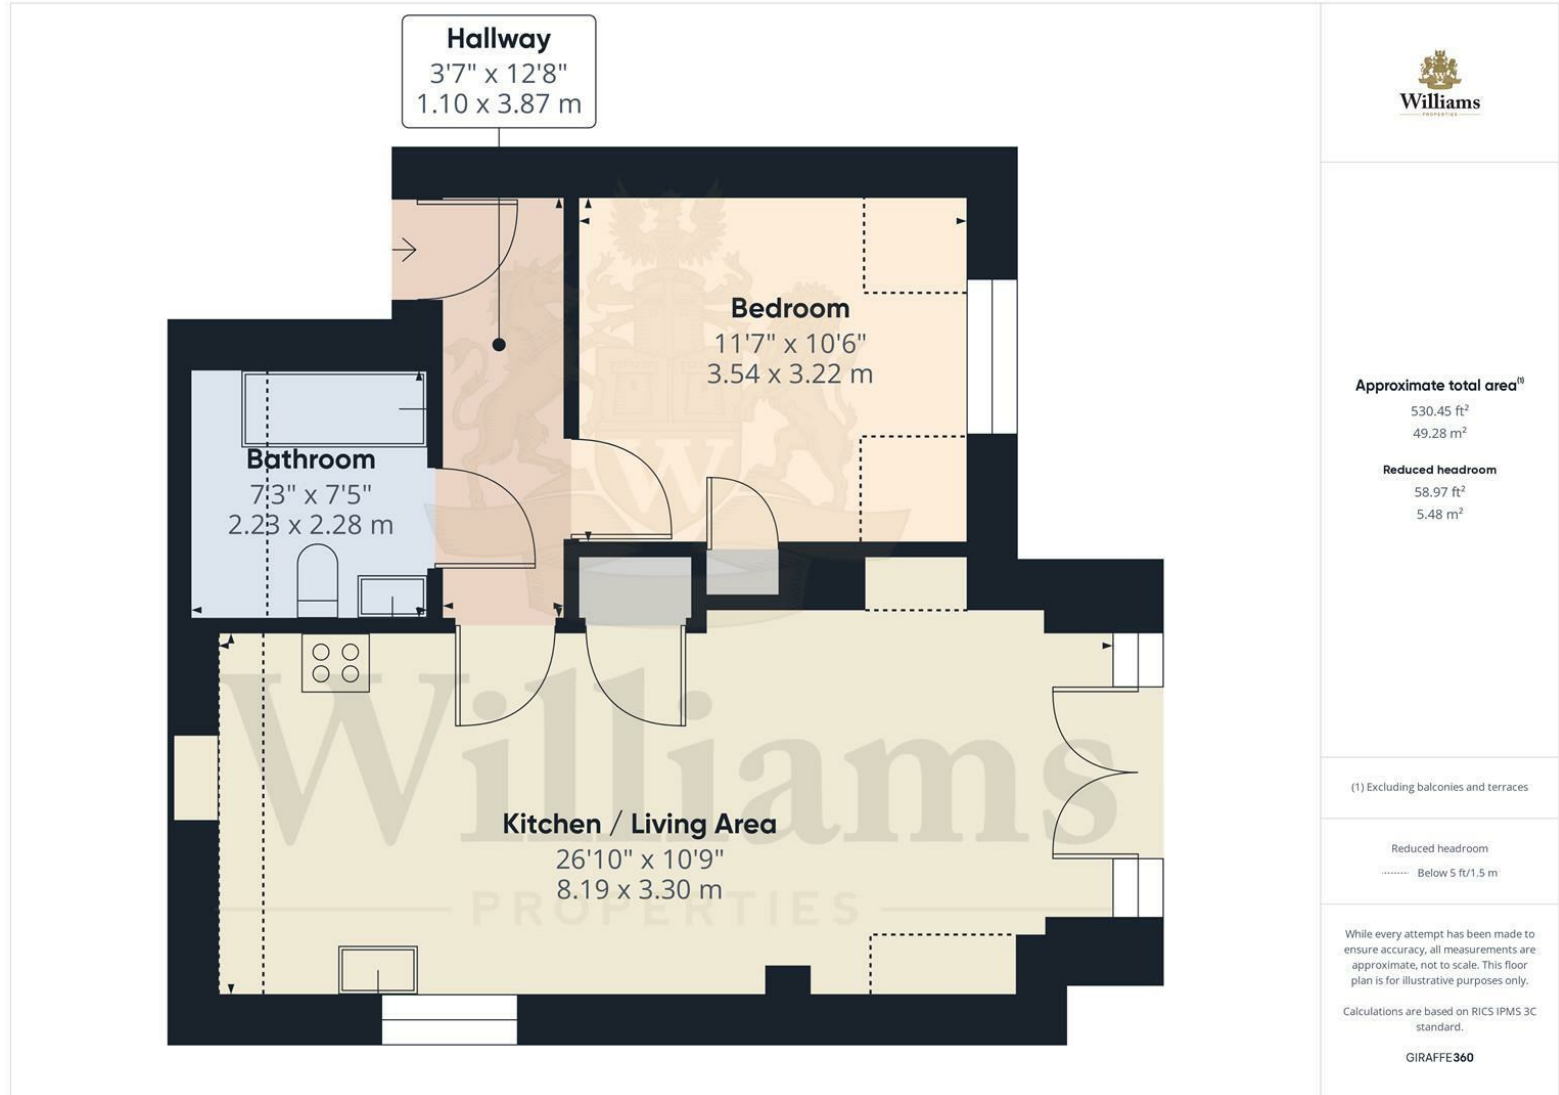 Hallway
3'7" x 12'8"
1.10 x 3.87 m
Bedroom
11'7" x 10'6"
3.54 x 3.22 m
Bathroom
7'3" x 7'5"
2.23 x 2.28 m
Kitchen / Living Area
26'10" x 10'9"
8.19 x 3.30 m
W
Williams
PROPERTIES
W
Williams
PROPERTIES
Approximate total area⁽¹⁾
530.45 ft²
49.28 m²
Reduced headroom
58.97 ft²
5.48 m²
(1) Excluding balconies and terraces
Reduced headroom
Below 5 ft/1.5 m
While every attempt has been made to
ensure accuracy, all measurements are
approximate, not to scale. This floor
plan is for illustrative purposes only.
Calculations are based on RICS IPMS 3C
standard.
GIRAFFE360